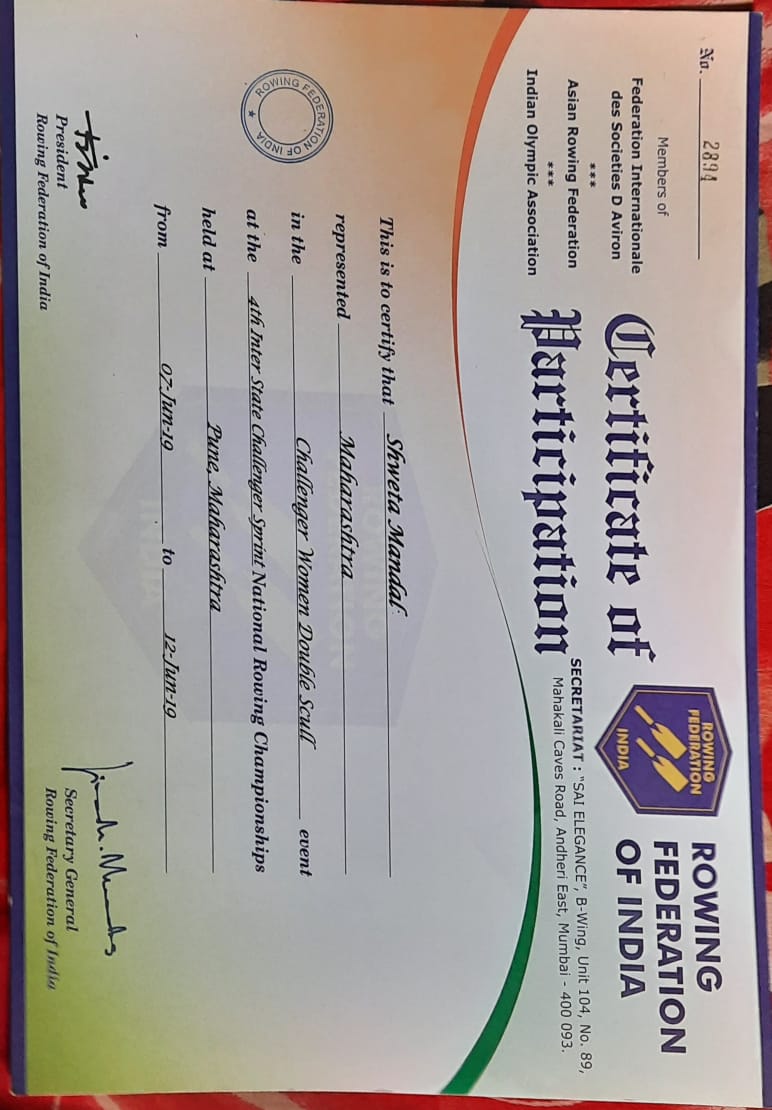 No. 2894
Members of
Federation Internationale
des Societies D Aviron
***
Asian Rowing Federation
***
Indian Olympic Association
ROWING
FEDERATION
INDIA
ROWING
FEDERATION
OF INDIA
SECRETARIAT : "SAI ELEGANCE", B-Wing, Unit 104, No. 89,
Mahakali Caves Road, Andheri East, Mumbai - 400 093.
Certificate of
Participation
This is to certify that Shweta Mandal
represented Maharashtra
in the Challenger Women Double Scull event
at the 4th Inter State Challenger Sprint National Rowing Championships
held at Pune, Maharashtra
from 07-Jun-19 to 12-Jun-19
ROWING FEDERATION OF INDIA
ROWING
FEDERATION
INDIA
President
Rowing Federation of India
Secretary General
Rowing Federation of India